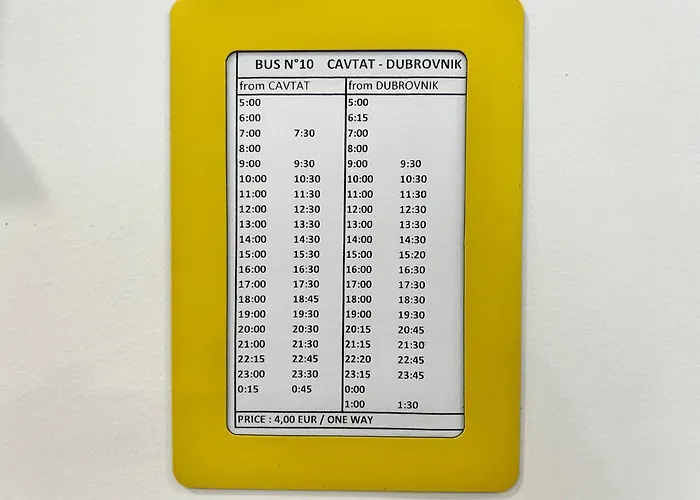 BUS N°10 CAVTAT - DUBROVNIK
from CAVTAT from DUBROVNIK
5:00 5:00
6:00 6:15
7:00 7:30 7:00
8:00 8:00
9:00 9:30 9:00 9:30
10:00 10:30 10:00 10:30
11:00 11:30 11:00 11:30
12:00 12:30 12:00 12:30
13:00 13:30 13:00 13:30
14:00 14:30 14:00 14:30
15:00 15:30 15:00 15:20
16:00 16:30 16:00 16:30
17:00 17:30 17:00 17:30
18:00 18:45 18:00 18:30
19:00 19:30 19:00 19:30
20:00 20:30 20:15 20:45
21:00 21:30 21:15 21:30
22:15 22:45 22:20 22:45
23:00 23:30 23:15 23:45
0:15 0:45 0:00
1:00 1:30
PRICE : 4,00 EUR / ONE WAY